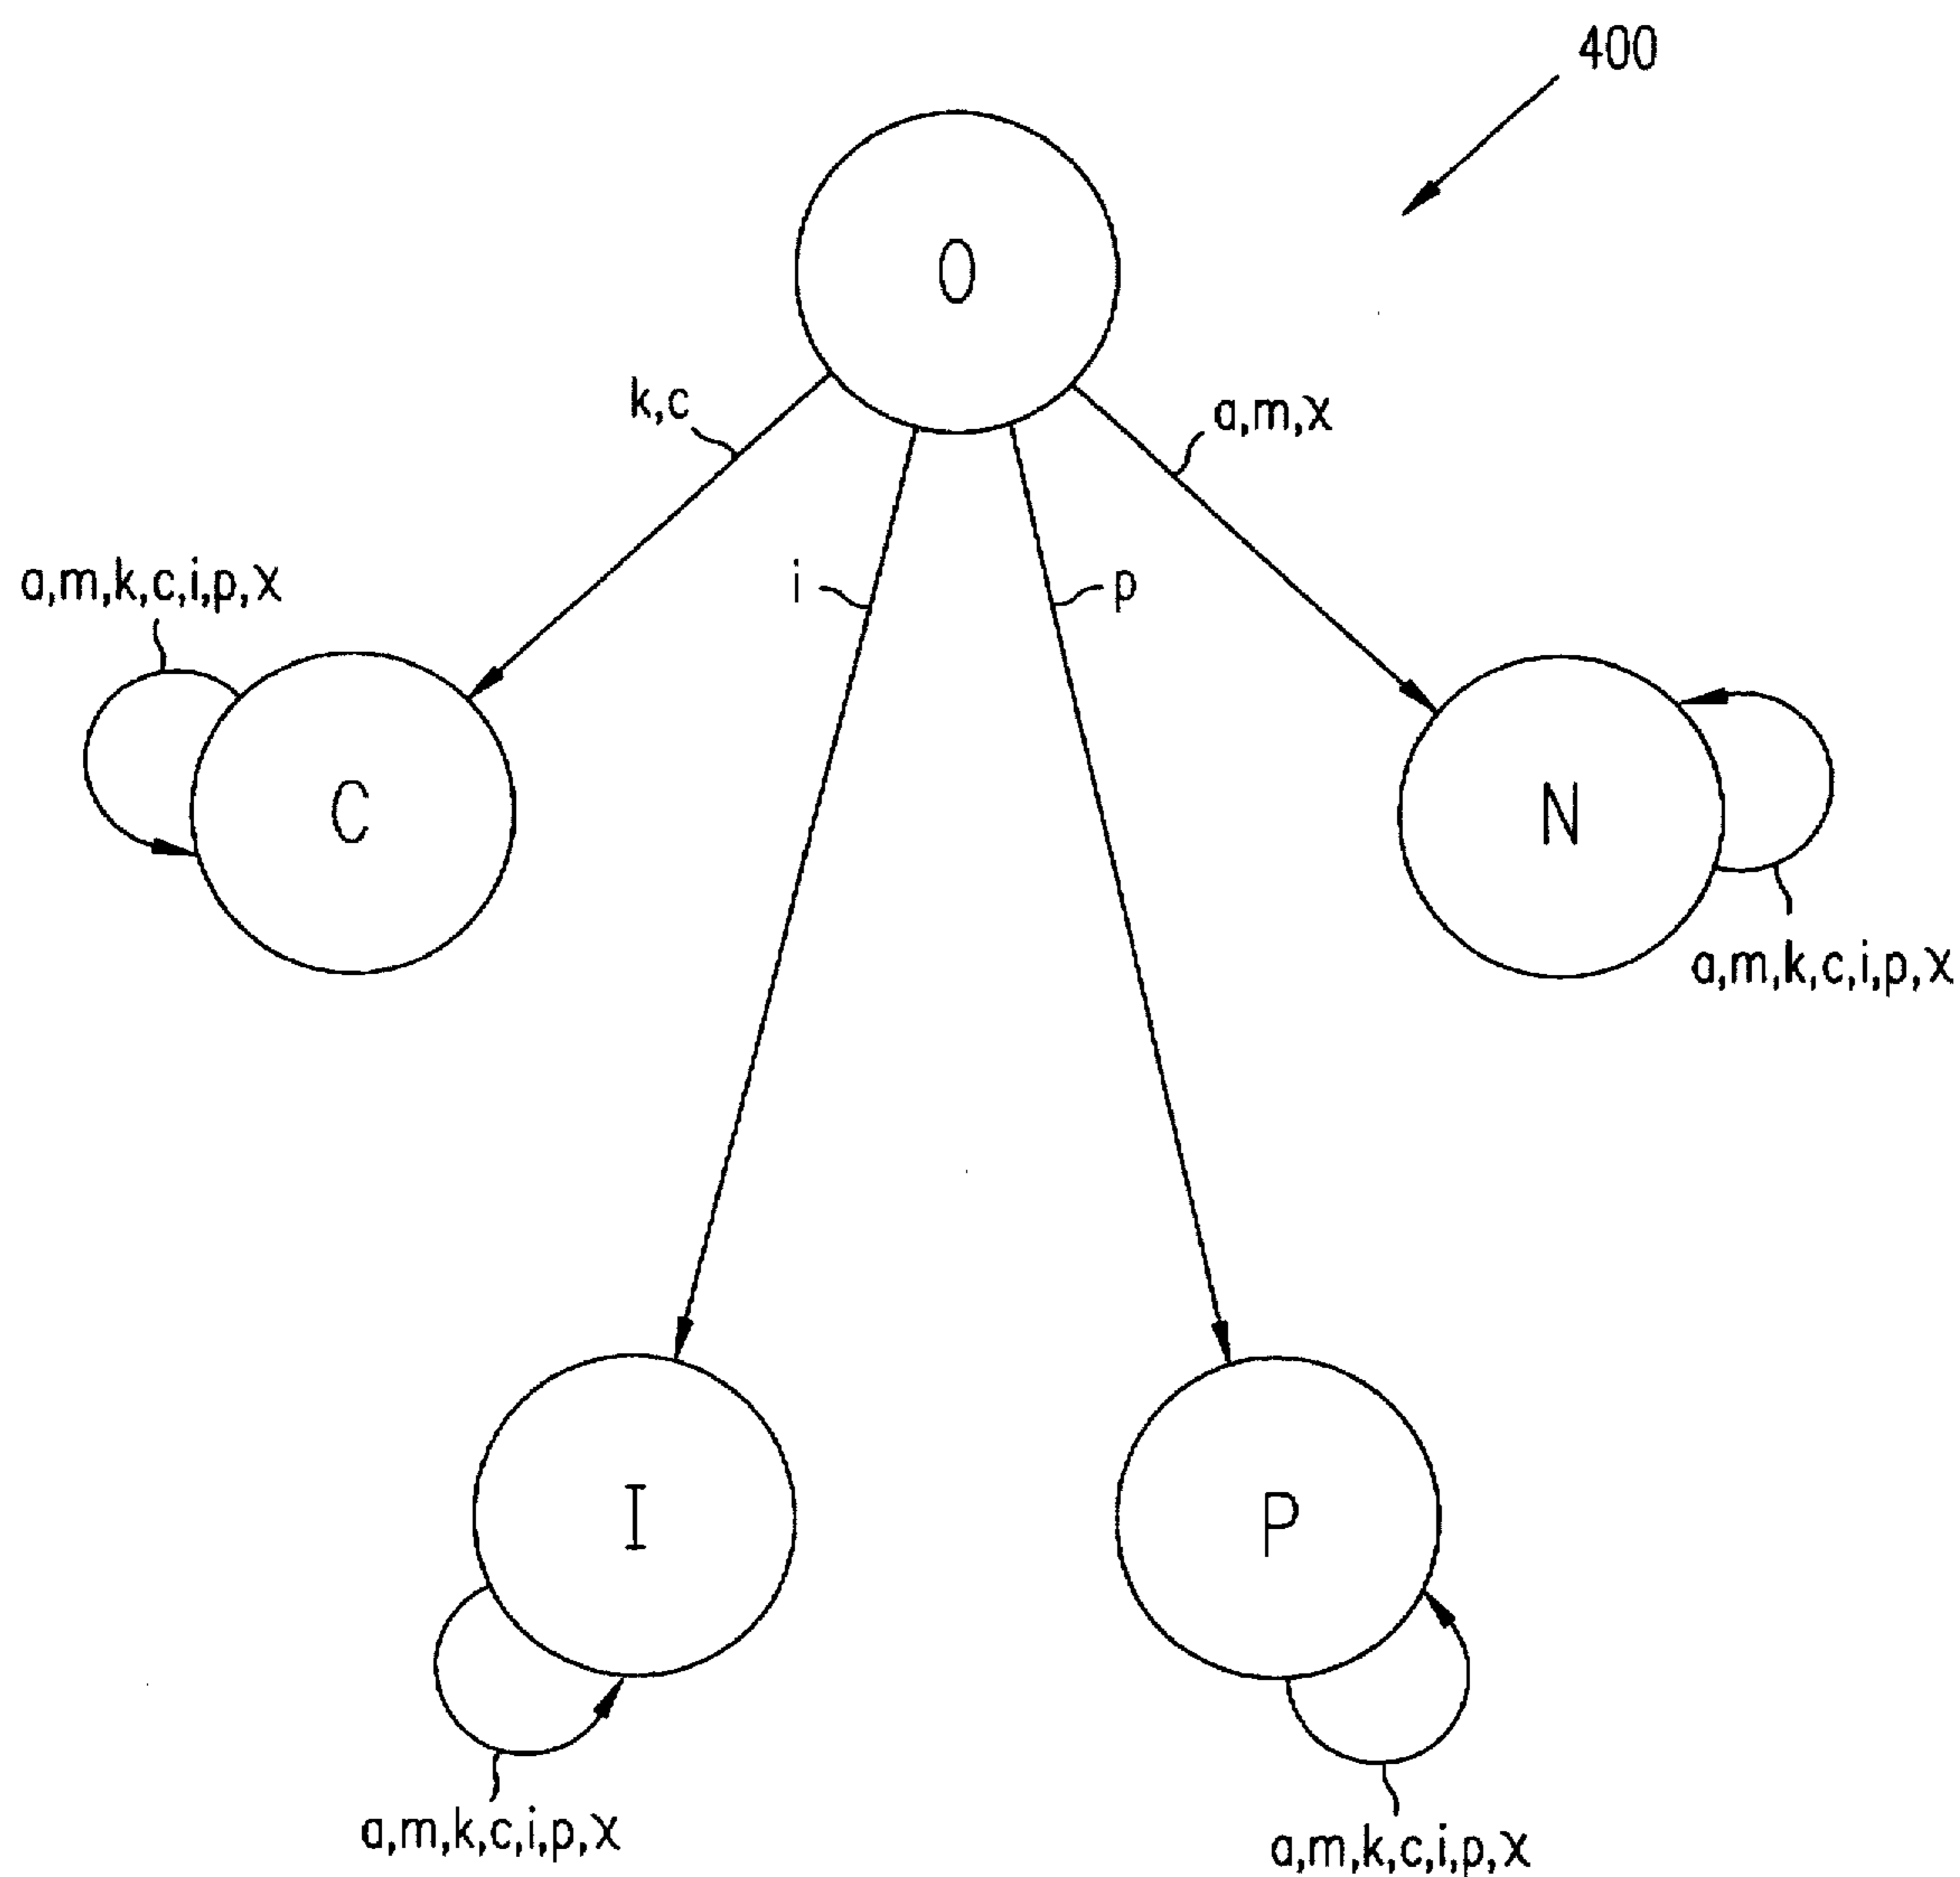 400
O
k,c
a,m,x
a,m,k,c,i,p,x
i
p
C
N
a,m,k,c,i,p,x
I
P
a,m,k,c,i,p,x
a,m,k,c,i,p,x